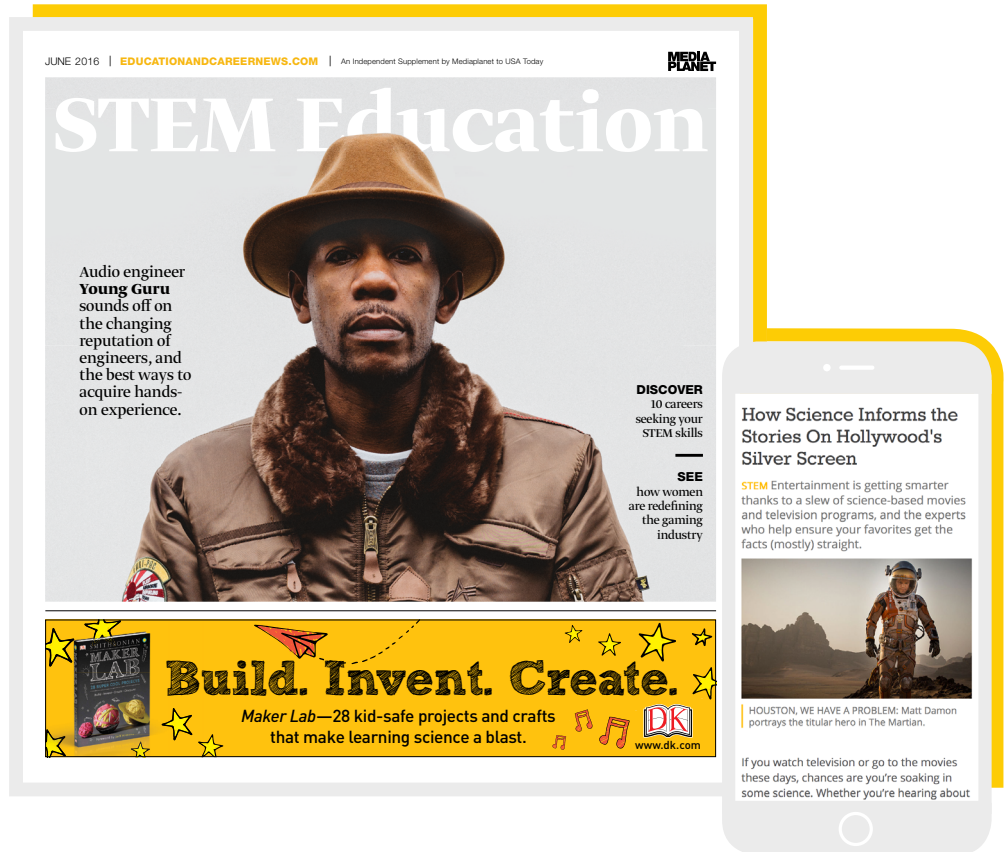 JUNE 2016 | EDUCATIONANDCAREERNEWS.COM | An Independent Supplement by Mediaplanet to USA Today
MEDIA
PLANET
STEM Education
Audio engineer
Young Guru
sounds off on
the changing
reputation of
engineers, and
the best ways to
acquire hands-
on experience.
DISCOVER
10 careers
seeking your
STEM skills
SEE
how women
are redefining
the gaming
industry
SMITHSONIAN
MAKER
LAB
Build. Invent. Create.
Maker Lab—28 kid-safe projects and crafts
that make learning science a blast.
DK
www.dk.com
How Science Informs the
Stories On Hollywood's
Silver Screen
STEM Entertainment is getting smarter
thanks to a slew of science-based movies
and television programs, and the experts
who help ensure your favorites get the
facts (mostly) straight.
HOUSTON, WE HAVE A PROBLEM: Matt Damon
portrays the titular hero in The Martian.
If you watch television or go to the movies
these days, chances are you're soaking in
some science. Whether you're hearing about